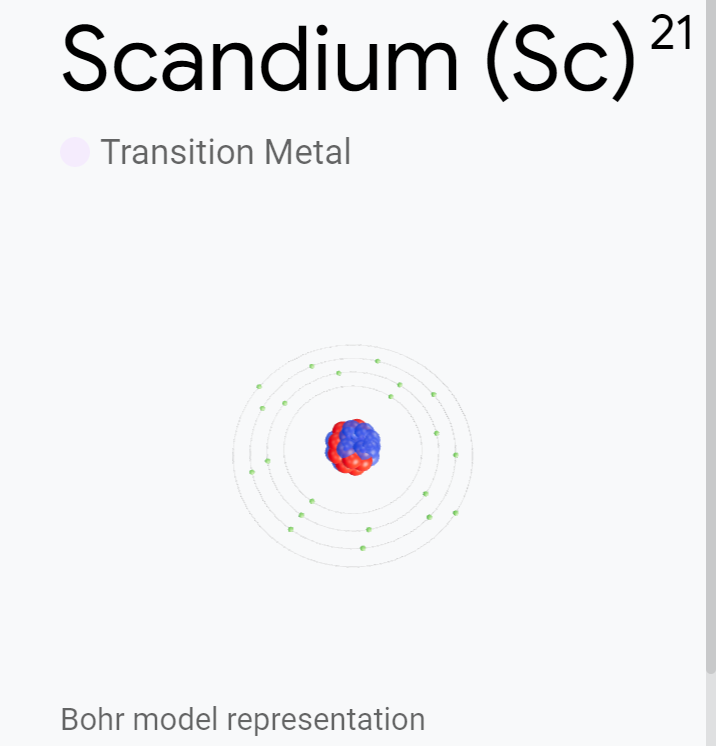 Scandium (Sc) 21
Transition Metal
Bohr model representation